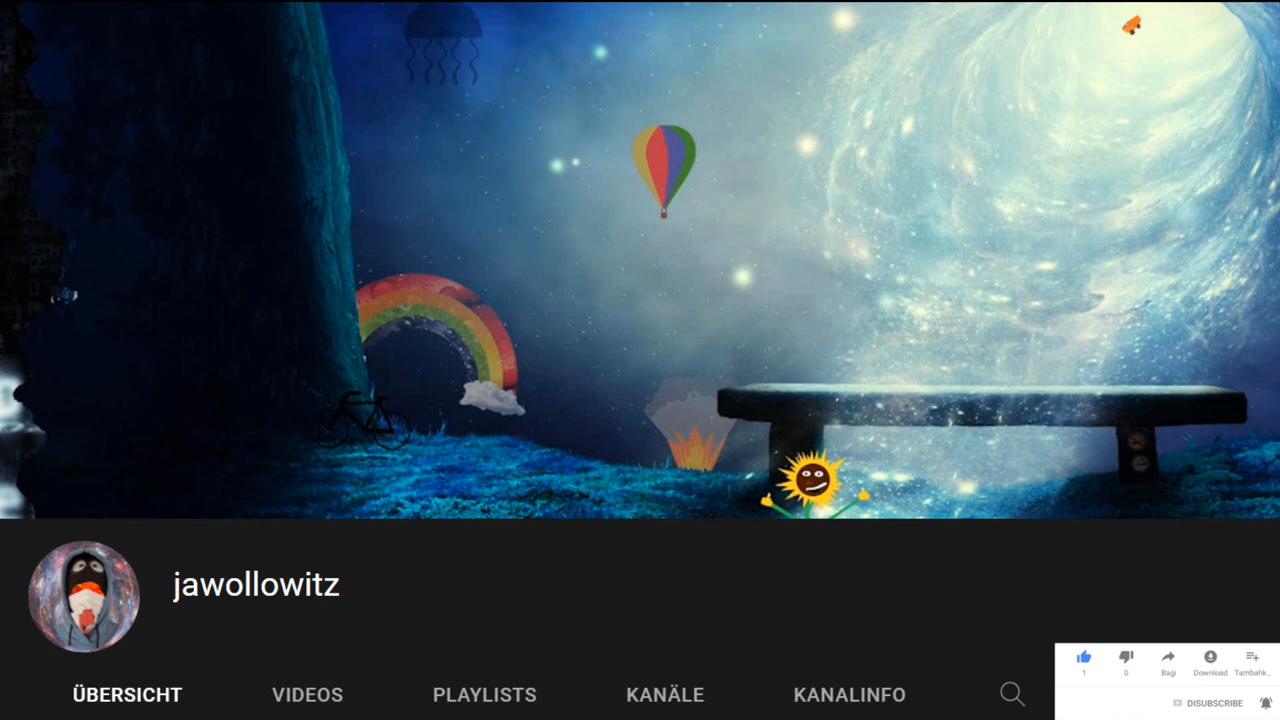 jawollowitz
ÜBERSICHT VIDEOS PLAYLISTS KANÄLE KANALINFO
1 0 Bagi Download Tambahk...
DISUBSCRIBE